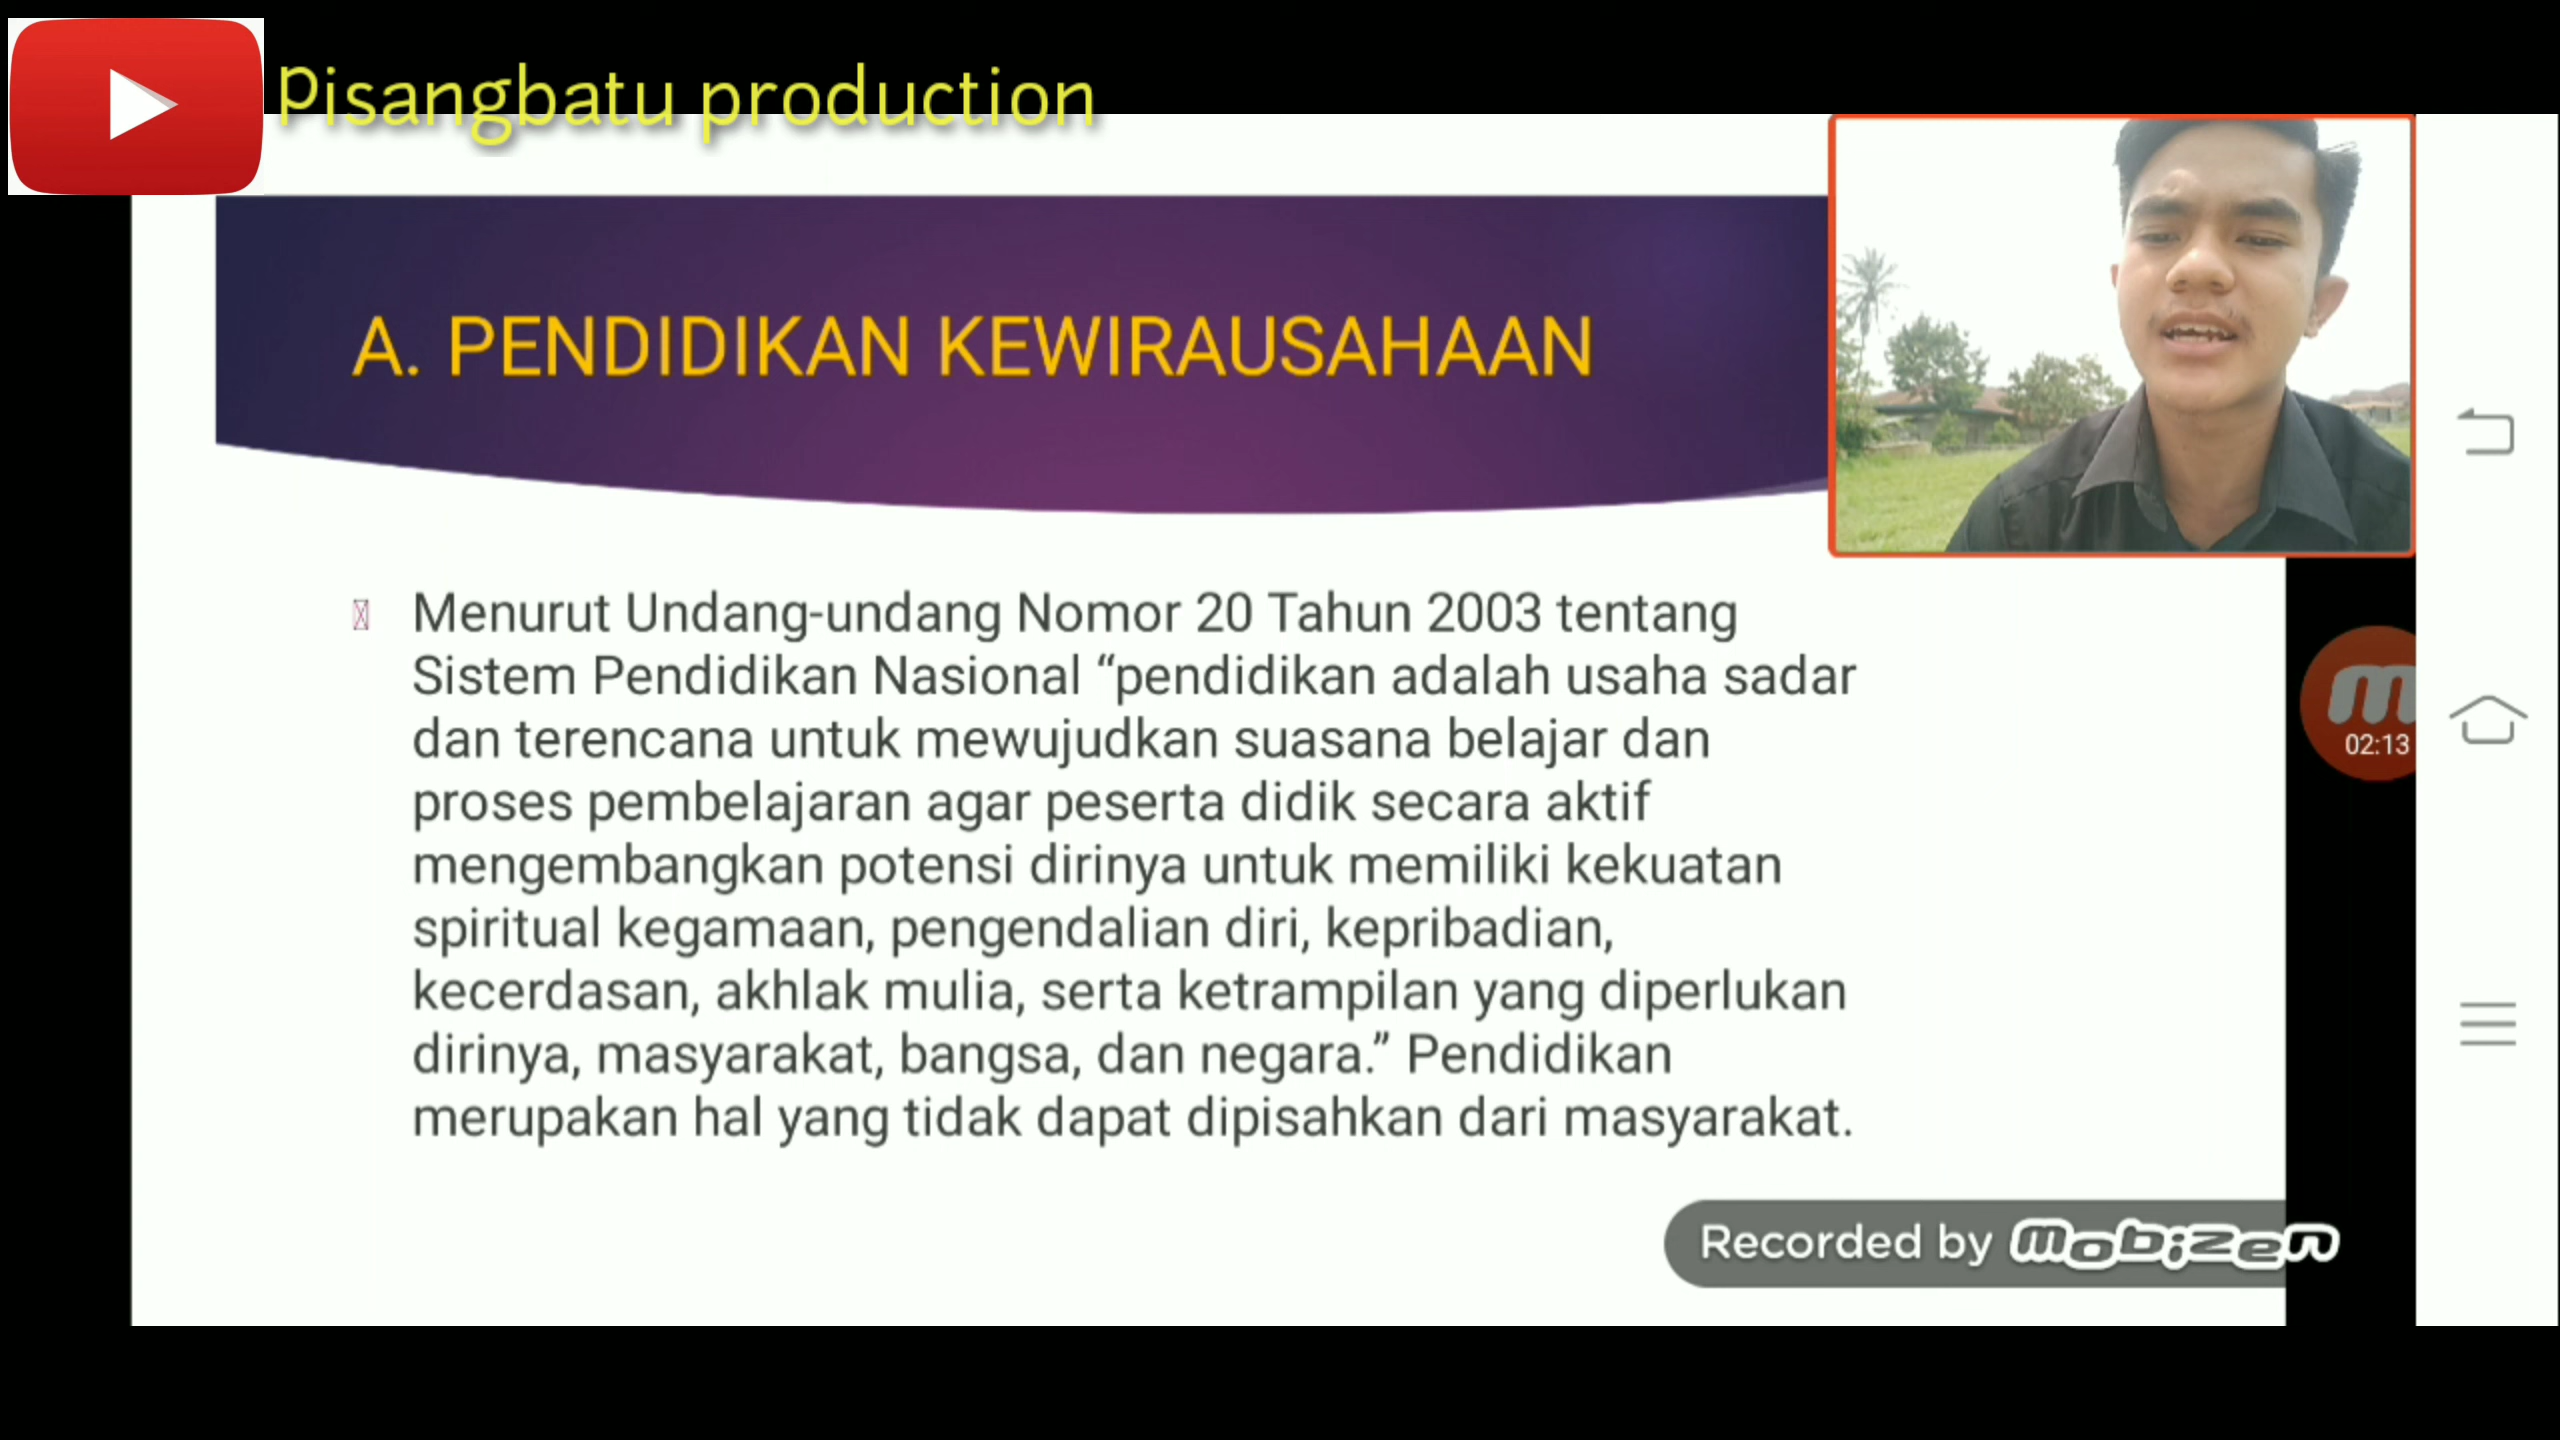 Pisangbatu production
A. PENDIDIKAN KEWIRAUSAHAAN
Menurut Undang-undang Nomor 20 Tahun 2003 tentang
Sistem Pendidikan Nasional “pendidikan adalah usaha sadar
dan terencana untuk mewujudkan suasana belajar dan
proses pembelajaran agar peserta didik secara aktif
mengembangkan potensi dirinya untuk memiliki kekuatan
spiritual kegamaan, pengendalian diri, kepribadian,
kecerdasan, akhlak mulia, serta ketrampilan yang diperlukan
dirinya, masyarakat, bangsa, dan negara.” Pendidikan
merupakan hal yang tidak dapat dipisahkan dari masyarakat.
m
02:13
Recorded by mobizen